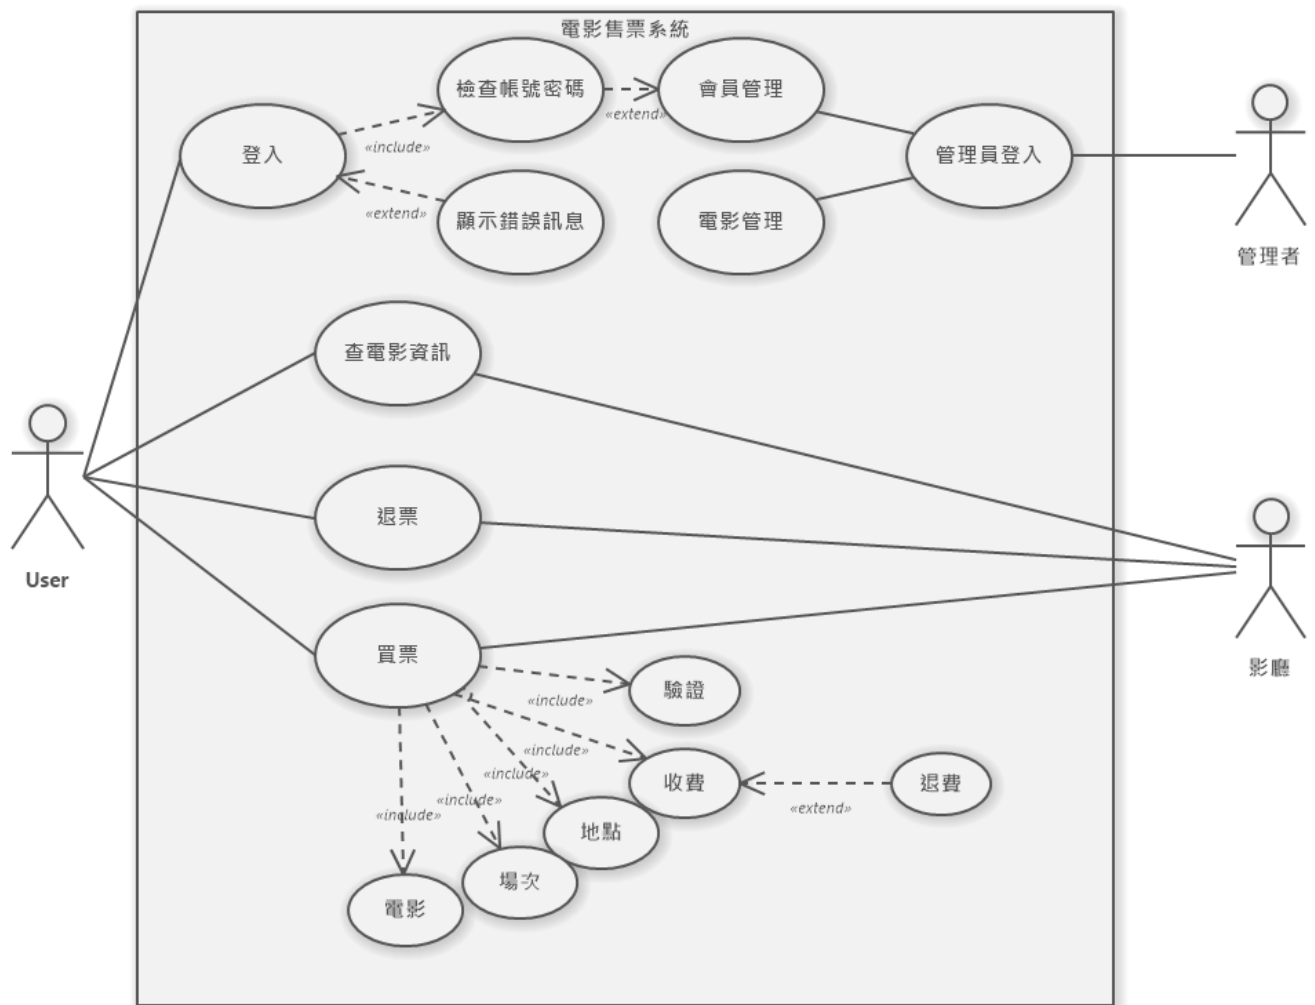 電影售票系統
檢查帳號密碼
會員管理
«extend»
登入
«include»
管理員登入
«extend»
顯示錯誤訊息
電影管理
管理者
查電影資訊
退票
User
買票
影廳
驗證
«include»
«include»
收費
退費
«include»
«extend»
«include»
«include»
地點
場次
電影